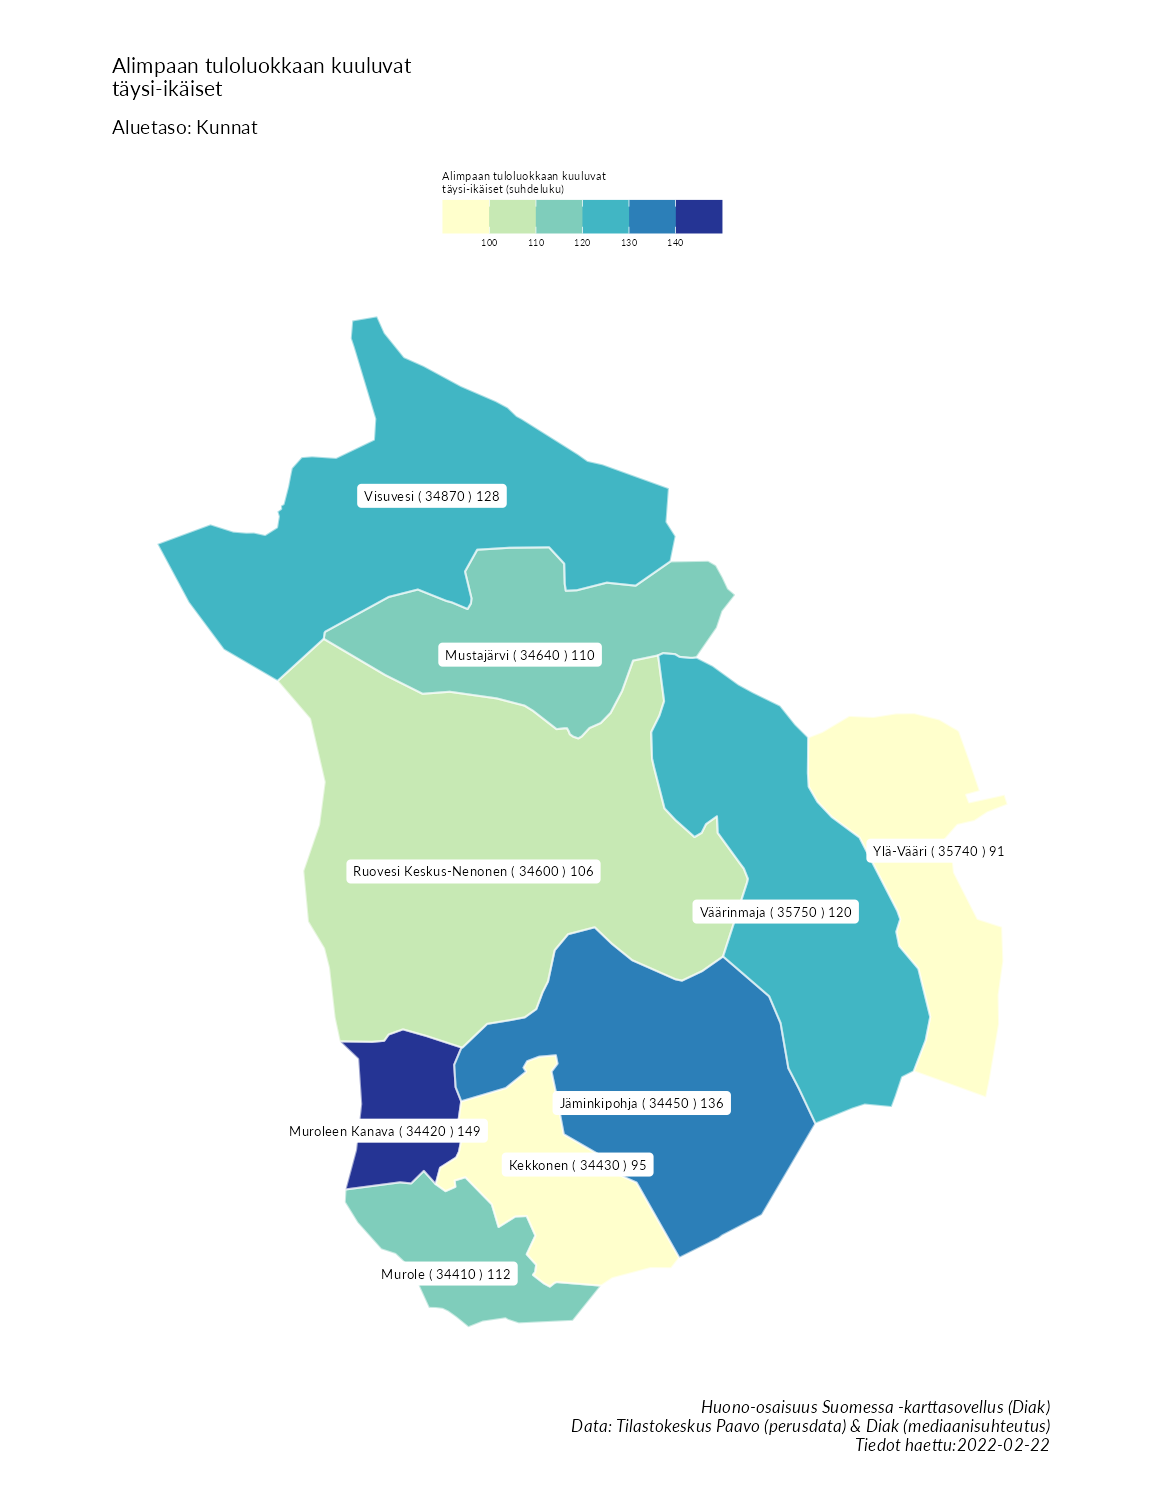 Alimpaan tuloluokkaan kuuluvat
täysi-ikäiset
Aluetaso: Kunnat
Alimpaan tuloluokkaan kuuluvat
täysi-ikäiset (suhdeluku)
100 110 120 130 140
Visuvesi ( 34870 ) 128
Mustajärvi ( 34640 ) 110
Ylä-Vääri ( 35740 ) 91
Ruovesi Keskus-Nenonen ( 34600 ) 106
Väärinmaja ( 35750 ) 120
Jäminkipohja ( 34450 ) 136
Muroleen Kanava ( 34420 ) 149
Kekkonen ( 34430 ) 95
Murole ( 34410 ) 112
Huono-osaisuus Suomessa -karttasovellus (Diak)
Data: Tilastokeskus Paavo (perusdata) & Diak (mediaanisuhteutus)
Tiedot haettu:2022-02-22